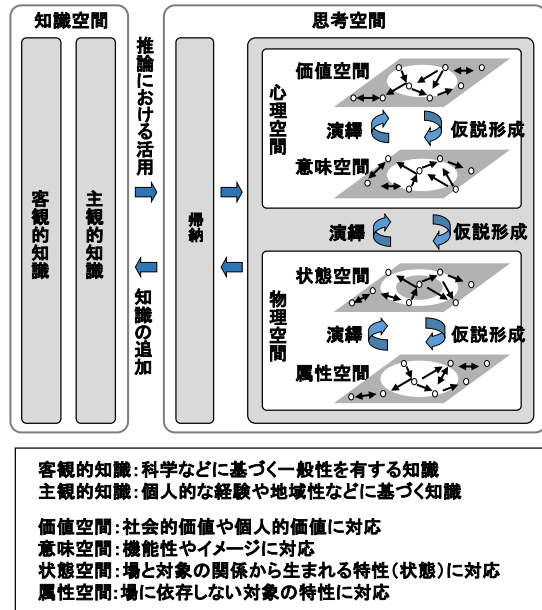 知識空間
客観的知識
主観的知識
推論における活用
知識の追加
思考空間
帰納
心理空間
価値空間
演繹
仮説形成
意味空間
演繹
仮説形成
物理空間
状態空間
演繹
仮説形成
属性空間
客観的知識：科学などに基づく一般性を有する知識
主観的知識：個人的な経験や地域性などに基づく知識
価値空間：社会的価値や個人的価値に対応
意味空間：機能性やイメージに対応
状態空間：場と対象の関係から生まれる特性（状態）に対応
属性空間：場に依存しない対象の特性に対応